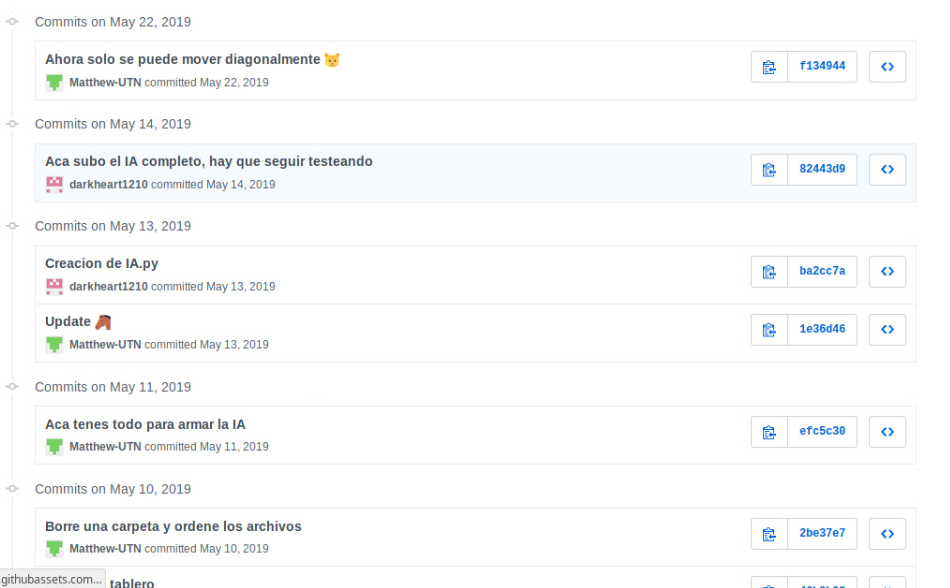 Commits on May 22, 2019
Ahora solo se puede mover diagonalmente 🐱
f134944
Matthew-UTN committed May 22, 2019
Commits on May 14, 2019
Aca subo el IA completo, hay que seguir testeando
82443d9
darkheart1210 committed May 14, 2019
Commits on May 13, 2019
Creacion de IA.py
ba2cc7a
darkheart1210 committed May 13, 2019
Update 🐴
1e36d46
Matthew-UTN committed May 13, 2019
Commits on May 11, 2019
Aca tenes todo para armar la IA
efc5c30
Matthew-UTN committed May 11, 2019
Commits on May 10, 2019
Borre una carpeta y ordene los archivos
2be37e7
Matthew-UTN committed May 10, 2019
githubassets.com...
tablero